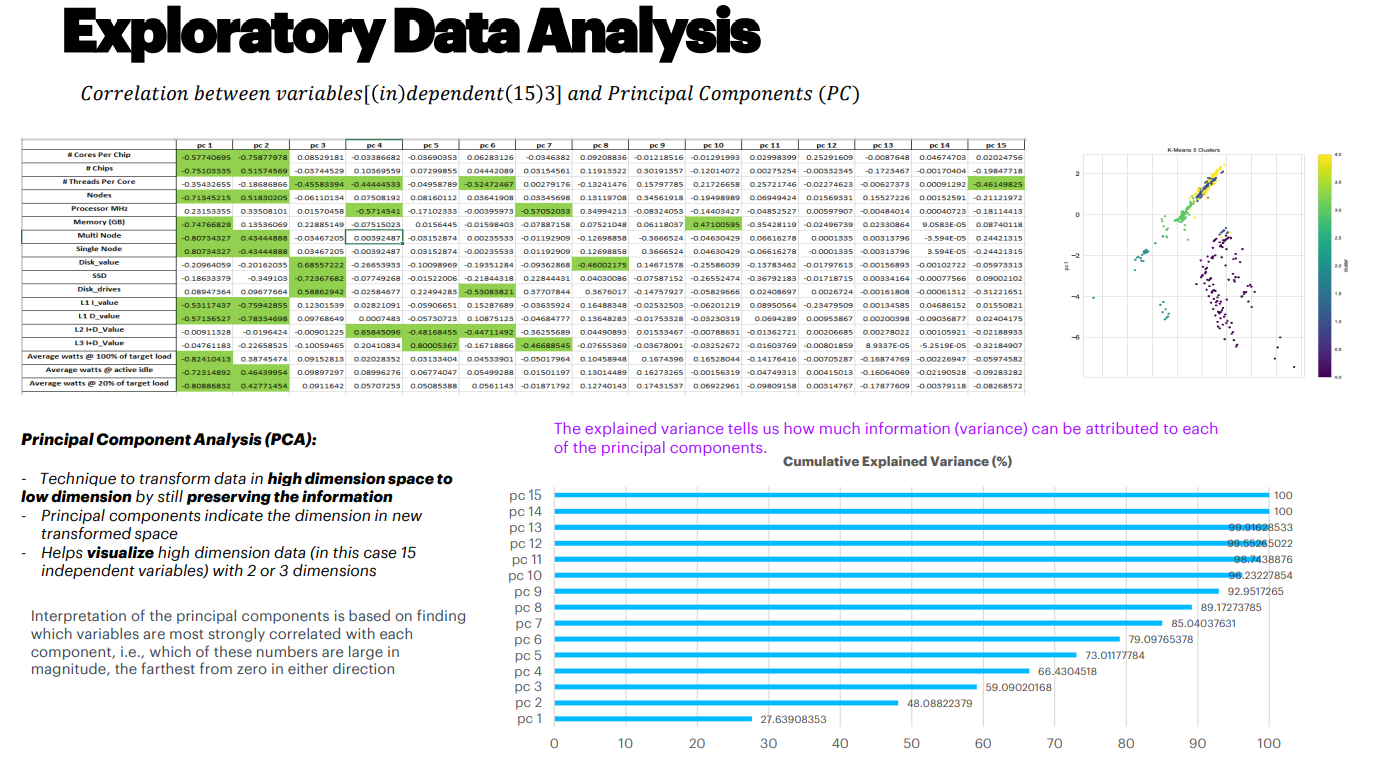 Exploratory Data Analysis
Correlation between variables[(in)dependent(15)3] and Principal Components (PC)
pc 1 pc 2 pc 3 pc 4 pc 5 pc 6 pc 7 pc 8 pc 9 pc 10 pc 11 pc 12 pc 13 pc 14 pc 15
# Cores Per Chip -0.57740695 -0.75877978 0.08529181 -0.03386682 -0.03690353 0.06283126 -0.0346382 0.09208836 -0.01218516 -0.01291993 0.02998399 0.25291609 -0.0087648 0.04674703 0.02024756
# Chips -0.75103335 0.51574569 -0.03744529 0.10369559 0.07299855 0.04442089 0.03154561 0.11913322 0.30191357 -0.12014072 0.00275254 -0.00332345 -0.1723467 -0.00170469 -0.19847718
# Threads Per Core -0.35432655 -0.18686866 -0.45583394 -0.44444533 -0.04958789 -0.52472467 0.00279176 -0.13241476 0.15797785 0.21726658 0.25721746 -0.02274623 -0.00627373 0.00091292 -0.46149825
Nodes -0.71345215 0.51830205 -0.06110134 0.07508192 0.08160112 0.03641908 0.03345698 0.13119708 0.34561918 -0.19498989 0.06949424 0.01569331 0.15527226 0.00152591 -0.21121972
Processor MHz 0.23153355 0.33508101 0.01570458 -0.5714541 -0.17102333 -0.00395973 -0.57052033 0.34994213 -0.08324053 -0.14403427 -0.04852527 0.00597907 -0.00484014 0.00040723 -0.18114413
Memory (GB) -0.74766829 0.13536069 0.22885149 -0.07515023 0.0156445 -0.01598403 -0.07887158 0.07521048 0.06118037 0.47100595 -0.35428119 -0.02496739 0.02330864 9.0583E-05 0.08740118
Multi Node -0.80734327 0.43444888 -0.03467205 0.00392487 -0.03152874 0.00235533 -0.01192909 -0.12698858 -0.3666524 -0.04630429 0.06616278 0.0001335 0.00313796 -3.594E-05 0.24421315
Single Node 0.80734327 -0.43444888 0.03467205 -0.00392487 0.03152874 -0.00235533 0.01192909 0.12698858 0.3666524 0.04630429 -0.06616278 -0.0001335 -0.00313796 3.594E-05 -0.24421315
Disk_value -0.20964059 -0.20162035 0.68557222 -0.26653933 -0.10098969 -0.19351284 -0.09362868 -0.46002175 0.14671578 -0.25586039 -0.13783462 -0.01797613 -0.00156893 -0.00102722 -0.05973313
SSD -0.18633379 -0.349103 -0.72367682 -0.07749268 -0.01522006 -0.21844318 0.22844431 0.04030086 -0.07587152 -0.26552474 -0.36792183 -0.01718715 0.00334164 -0.00077566 -0.09002102
Disk_drives 0.08947364 0.09677664 0.58862942 -0.02584677 0.22494283 -0.53083821 0.37707844 0.3676017 -0.14757927 -0.05829666 0.02408697 0.0026724 -0.00161808 -0.00061312 -0.31221651
L1 I_value -0.53117437 -0.75942855 0.12301539 0.02821091 -0.05906651 0.15287689 -0.03635924 0.16488348 -0.02532503 -0.06201219 0.08950564 -0.23479509 0.00134585 0.04686152 0.01550821
L1 D_value -0.57136527 -0.78334698 0.09768649 0.0007483 -0.05730723 0.10875123 -0.04684777 0.13648283 -0.01753328 -0.03230319 0.0694289 0.00953867 0.00200398 -0.09036877 0.02404175
L2 I+D_Value -0.00911328 -0.0196424 -0.00901225 0.65845096 -0.48168455 -0.44711492 -0.36255689 0.04490893 0.01533467 -0.00788631 -0.01362721 0.00206685 0.00278022 0.00105921 -0.02188933
L3 I+D_Value -0.04953176 -0.22658105 -0.10059465 0.20410834 0.80005367 -0.16718866 -0.46688545 -0.07655369 -0.03678091 -0.03252672 -0.01603769 -0.00801859 8.9337E-05 -5.2519E-05 -0.32184907
Average watts @ 100% of target load -0.82410413 0.38745474 0.09152813 0.02028352 0.03133404 0.04533901 -0.05017964 0.10458948 0.1674396 0.16528044 -0.14176416 -0.00705287 -0.16874769 -0.00226947 -0.05974582
Average watts @ active idle -0.72314892 0.46439954 0.09897297 0.08996276 0.06774047 0.05499288 0.01501197 0.13014489 0.16273265 -0.00156319 -0.04749313 0.00415013 -0.16064069 -0.02190528 -0.09283282
Average watts @ 20% of target load -0.80886832 0.42771454 0.0911642 0.05707253 0.05085388 0.0561143 -0.01871792 0.12740143 0.17431537 0.06922961 -0.09809158 0.00314767 -0.17877609 -0.00379118 -0.08268572
K-Means 5 Clusters
2
0
−2
−4
−6
pc 1
4.0
3.5
3.0
2.5
2.0
1.5
1.0
0.5
0.0
cluster
Principal Component Analysis (PCA):
- Technique to transform data in high dimension space to
low dimension by still preserving the information
- Principal components indicate the dimension in new
transformed space
- Helps visualize high dimension data (in this case 15
independent variables) with 2 or 3 dimensions
Interpretation of the principal components is based on finding
which variables are most strongly correlated with each
component, i.e., which of these numbers are large in
magnitude, the farthest from zero in either direction
The explained variance tells us how much information (variance) can be attributed to each
of the principal components.
Cumulative Explained Variance (%)
pc 15 100
pc 14 100
pc 13 99.91628533
pc 12 99.55265022
pc 11 98.7438876
pc 10 96.23227854
pc 9 92.9517265
pc 8 89.17273785
pc 7 85.04037631
pc 6 79.09765378
pc 5 73.01177784
pc 4 66.4304518
pc 3 59.09020168
pc 2 48.08822379
pc 1 27.63908353
0 10 20 30 40 50 60 70 80 90 100